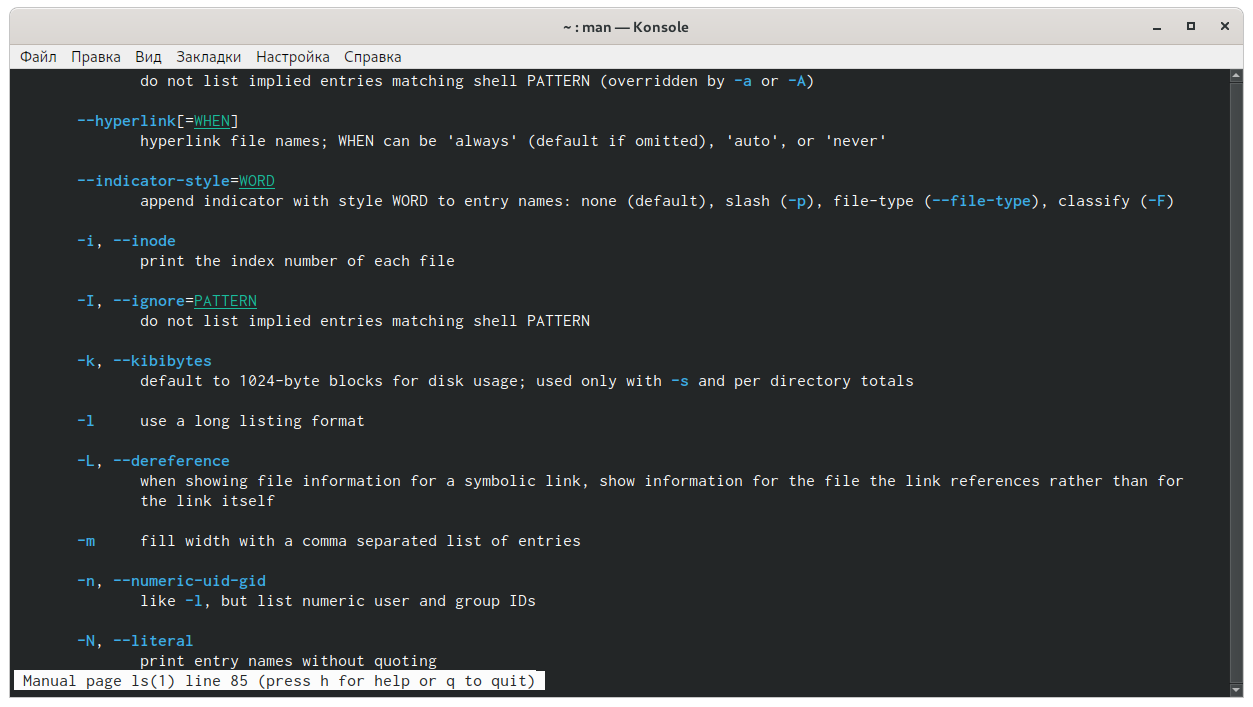 ~ : man — Konsole
Файл Правка Вид Закладки Настройка Справка
do not list implied entries matching shell PATTERN (overridden by -a or -A)
--hyperlink[=WHEN]
hyperlink file names; WHEN can be 'always' (default if omitted), 'auto', or 'never'
--indicator-style=WORD
append indicator with style WORD to entry names: none (default), slash (-p), file-type (--file-type), classify (-F)
-i, --inode
print the index number of each file
-I, --ignore=PATTERN
do not list implied entries matching shell PATTERN
-k, --kibibytes
default to 1024-byte blocks for disk usage; used only with -s and per directory totals
-l use a long listing format
-L, --dereference
when showing file information for a symbolic link, show information for the file the link references rather than for
the link itself
-m fill width with a comma separated list of entries
-n, --numeric-uid-gid
like -l, but list numeric user and group IDs
-N, --literal
print entry names without quoting
Manual page ls(1) line 85 (press h for help or q to quit)